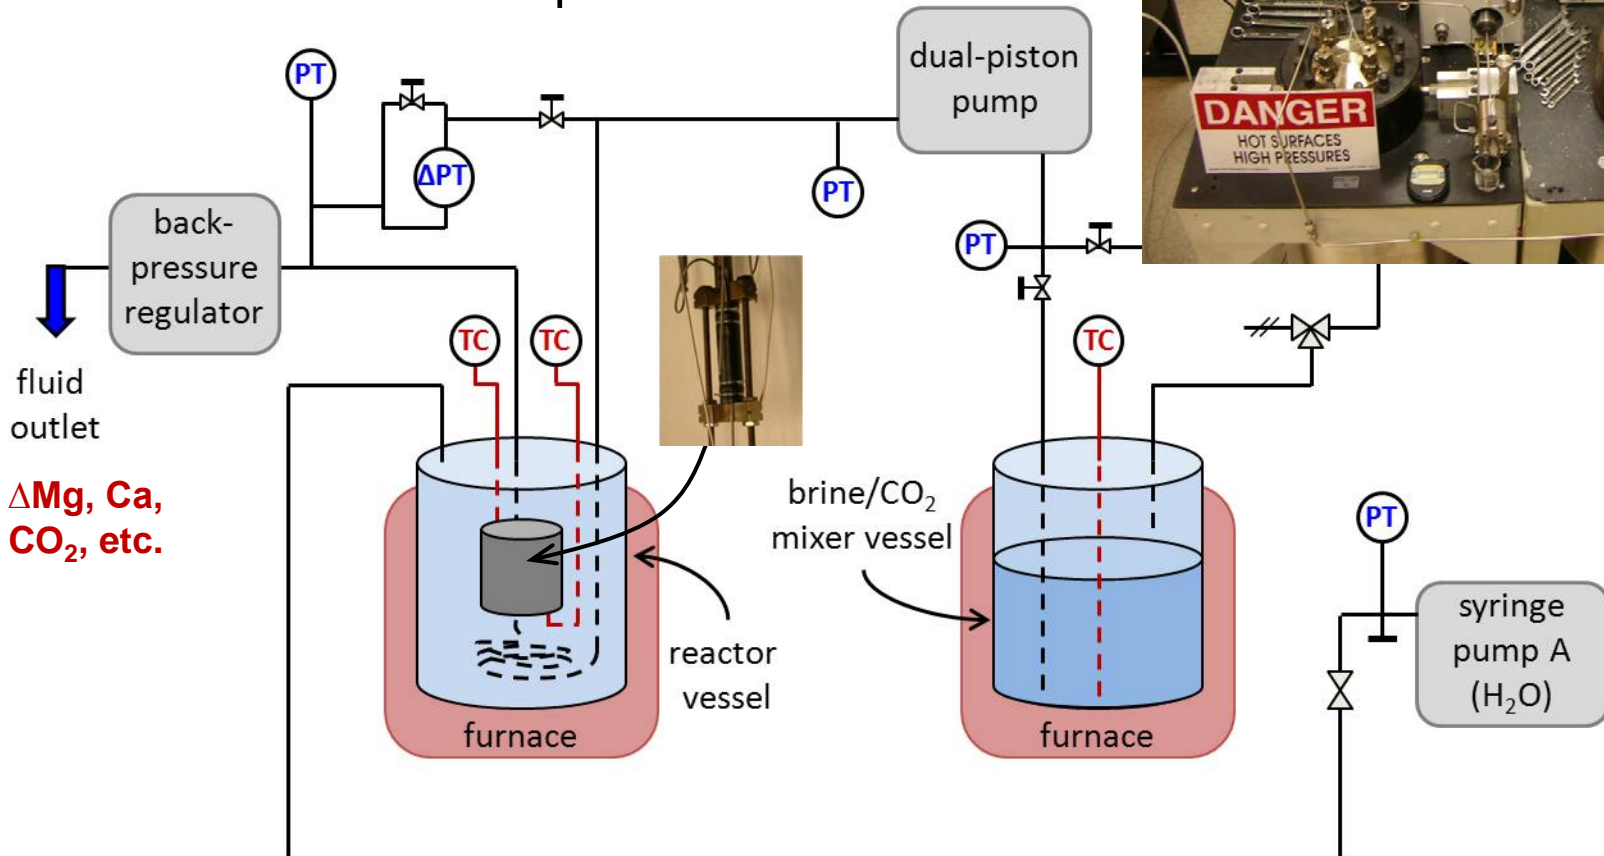 dual-piston
pump
DANGER
HOT SURFACES
HIGH PRESSURES
PT
ΔPT
PT
PT
back-
pressure
regulator
TC
TC
TC
fluid
outlet
ΔMg, Ca,
CO₂, etc.
brine/CO₂
mixer vessel
PT
reactor
vessel
syringe
pump A
(H₂O)
furnace
furnace